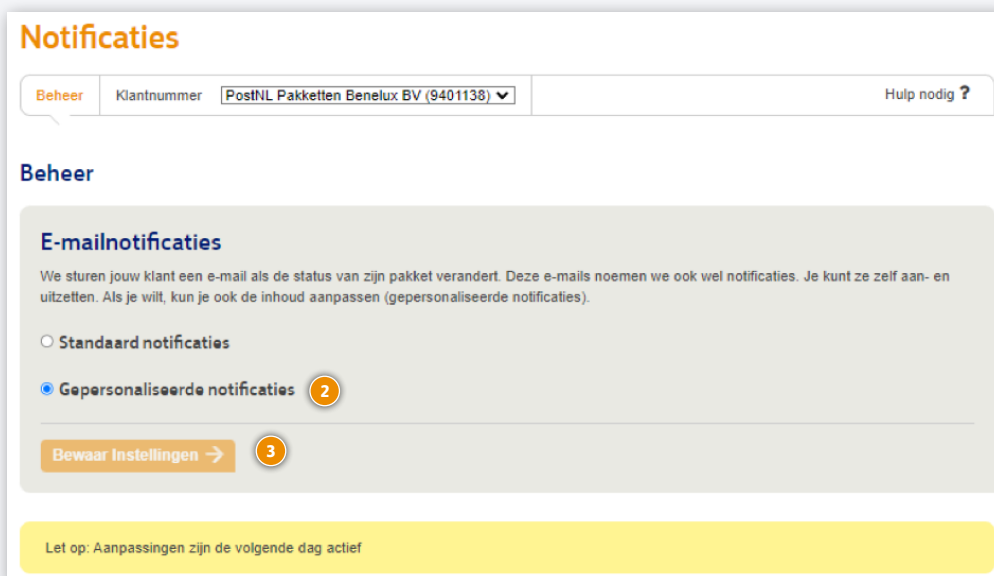 Notificaties
Beheer Klantnummer PostNL Pakketten Benelux BV (9401138) Hulp nodig ?
Beheer
E-mailnotificaties
We sturen jouw klant een e-mail als de status van zijn pakket verandert. Deze e-mails noemen we ook wel notificaties. Je kunt ze zelf aan- en
uitzetten. Als je wilt, kun je ook de inhoud aanpassen (gepersonaliseerde notificaties).
Standaard notificaties
Gepersonaliseerde notificaties 2
Bewaar Instellingen → 3
Let op: Aanpassingen zijn de volgende dag actief